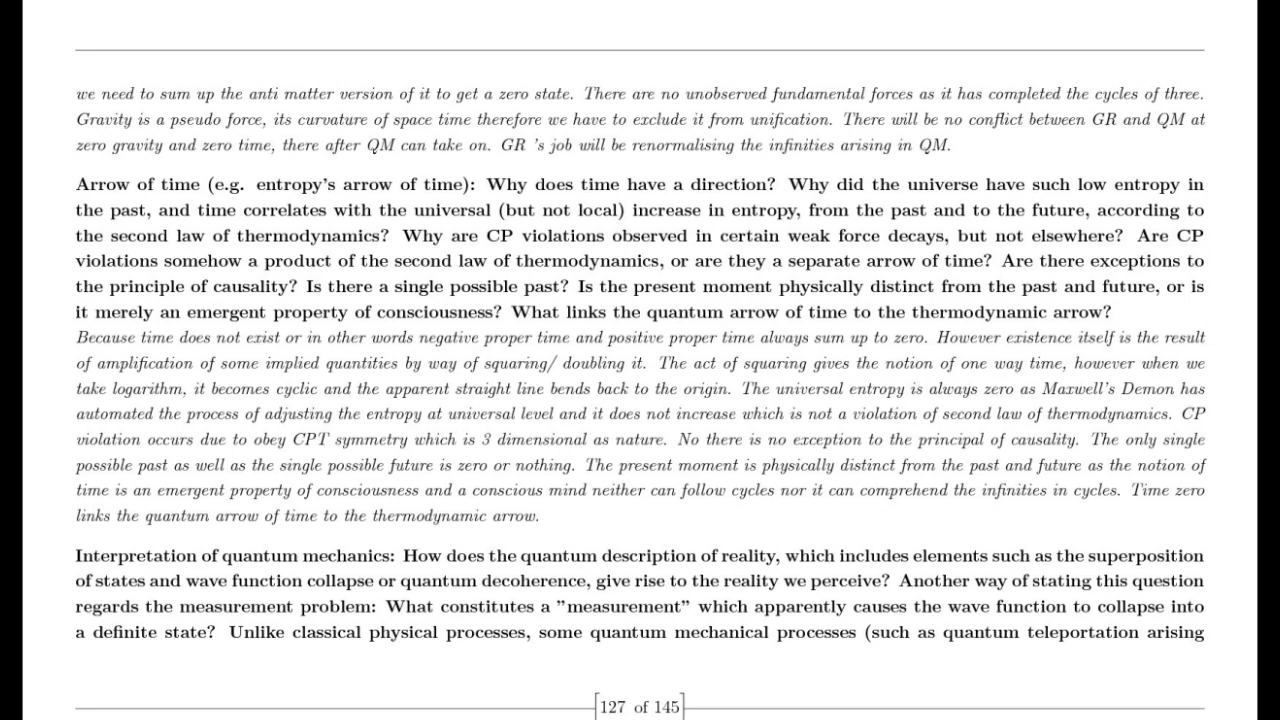 we need to sum up the anti matter version of it to get a zero state. There are no unobserved fundamental forces as it has completed the cycles of three.
Gravity is a pseudo force, its curvature of space time therefore we have to exclude it from unification. There will be no conflict between GR and QM at
zero gravity and zero time, there after QM can take on. GR 's job will be renormalising the infinities arising in QM.
Arrow of time (e.g. entropy's arrow of time): Why does time have a direction? Why did the universe have such low entropy in
the past, and time correlates with the universal (but not local) increase in entropy, from the past and to the future, according to
the second law of thermodynamics? Why are CP violations observed in certain weak force decays, but not elsewhere? Are CP
violations somehow a product of the second law of thermodynamics, or are they a separate arrow of time? Are there exceptions to
the principle of causality? Is there a single possible past? Is the present moment physically distinct from the past and future, or is
it merely an emergent property of consciousness? What links the quantum arrow of time to the thermodynamic arrow?
Because time does not exist or in other words negative proper time and positive proper time always sum up to zero. However existence itself is the result
of amplification of some implied quantities by way of squaring/ doubling it. The act of squaring gives the notion of one way time, however when we
take logarithm, it becomes cyclic and the apparent straight line bends back to the origin. The universal entropy is always zero as Maxwell's Demon has
automated the process of adjusting the entropy at universal level and it does not increase which is not a violation of second law of thermodynamics. CP
violation occurs due to obey CPT symmetry which is 3 dimensional as nature. No there is no exception to the principal of causality. The only single
possible past as well as the single possible future is zero or nothing. The present moment is physically distinct from the past and future as the notion of
time is an emergent property of consciousness and a conscious mind neither can follow cycles nor it can comprehend the infinities in cycles. Time zero
links the quantum arrow of time to the thermodynamic arrow.
Interpretation of quantum mechanics: How does the quantum description of reality, which includes elements such as the superposition
of states and wave function collapse or quantum decoherence, give rise to the reality we perceive? Another way of stating this question
regards the measurement problem: What constitutes a "measurement" which apparently causes the wave function to collapse into
a definite state? Unlike classical physical processes, some quantum mechanical processes (such as quantum teleportation arising
[127 of 145]